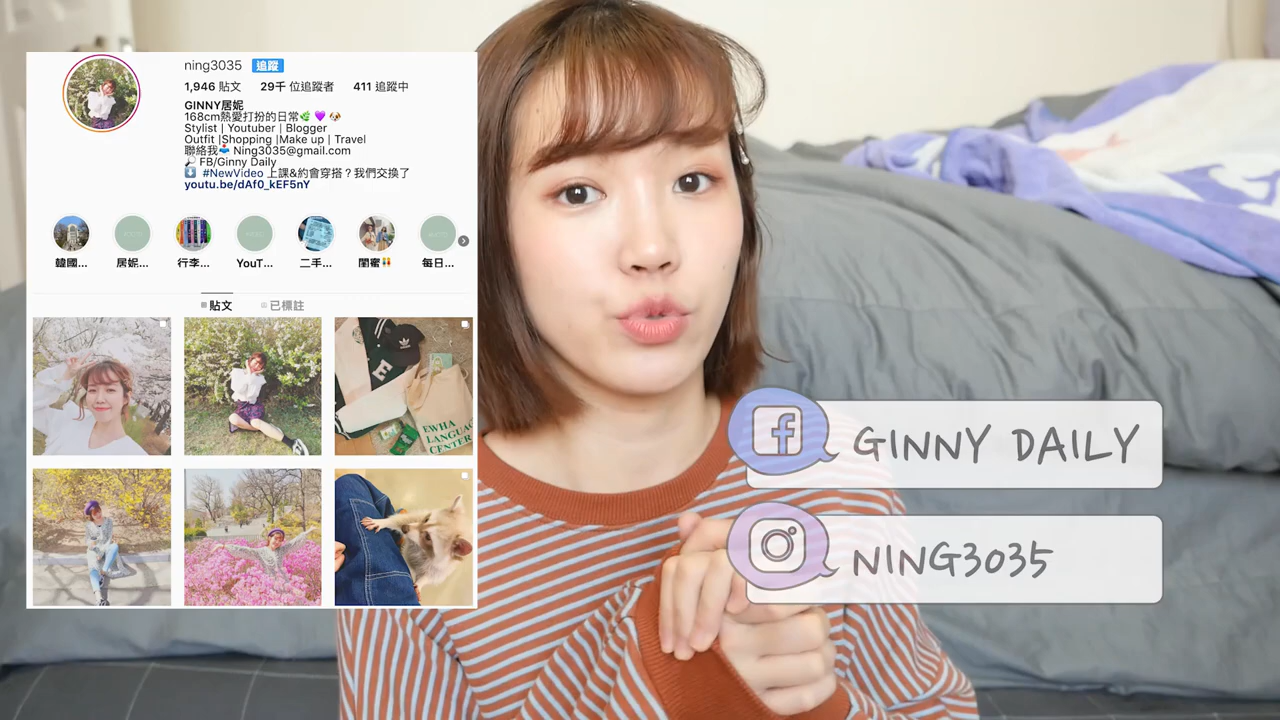 ning3035 追蹤
1,946 貼文 29千 位追蹤者 411 追蹤中
GINNY居妮
168cm熱愛打扮的日常🌿 💜 🐶
Stylist | Youtuber | Blogger
Outfit |Shopping |Make up | Travel
聯絡我📩 Ning3035@gmail.com
🔎 FB/Ginny Daily
⬇️ #NewVideo 上課&約會穿搭？我們交換了
youtu.be/dAf0_kEF5nY
韓國... 居妮... 行李... YouT... 二手... 閨蜜👭 每日...
貼文 已標註
E
EWHA
LANGUAG
CENTER
GINNY DAILY
NING3035